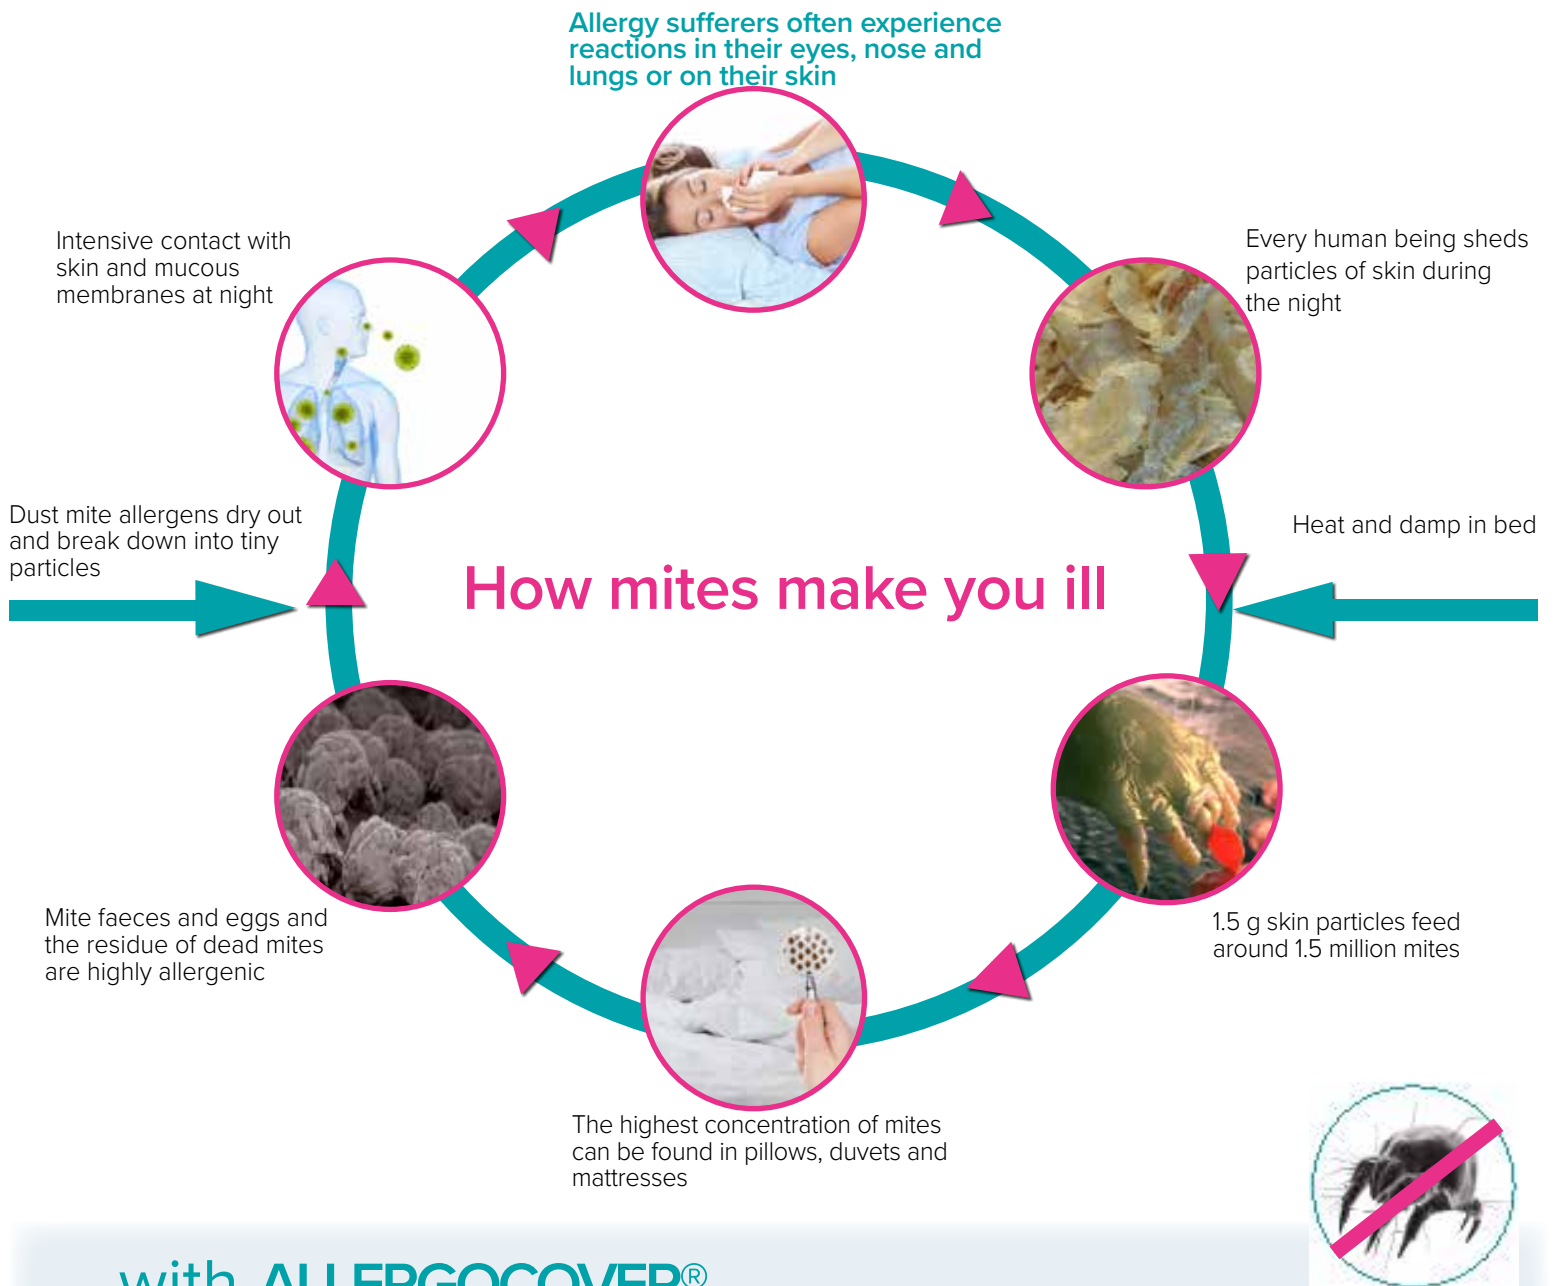 Allergy sufferers often experience
reactions in their eyes, nose and
lungs or on their skin
Intensive contact with
skin and mucous
membranes at night
Every human being sheds
particles of skin during
the night
Dust mite allergens dry out
and break down into tiny
particles
Heat and damp in bed
How mites make you ill
Mite faeces and eggs and
the residue of dead mites
are highly allergenic
1.5 g skin particles feed
around 1.5 million mites
The highest concentration of mites
can be found in pillows, duvets and
mattresses
with ALLERGOCOVER®